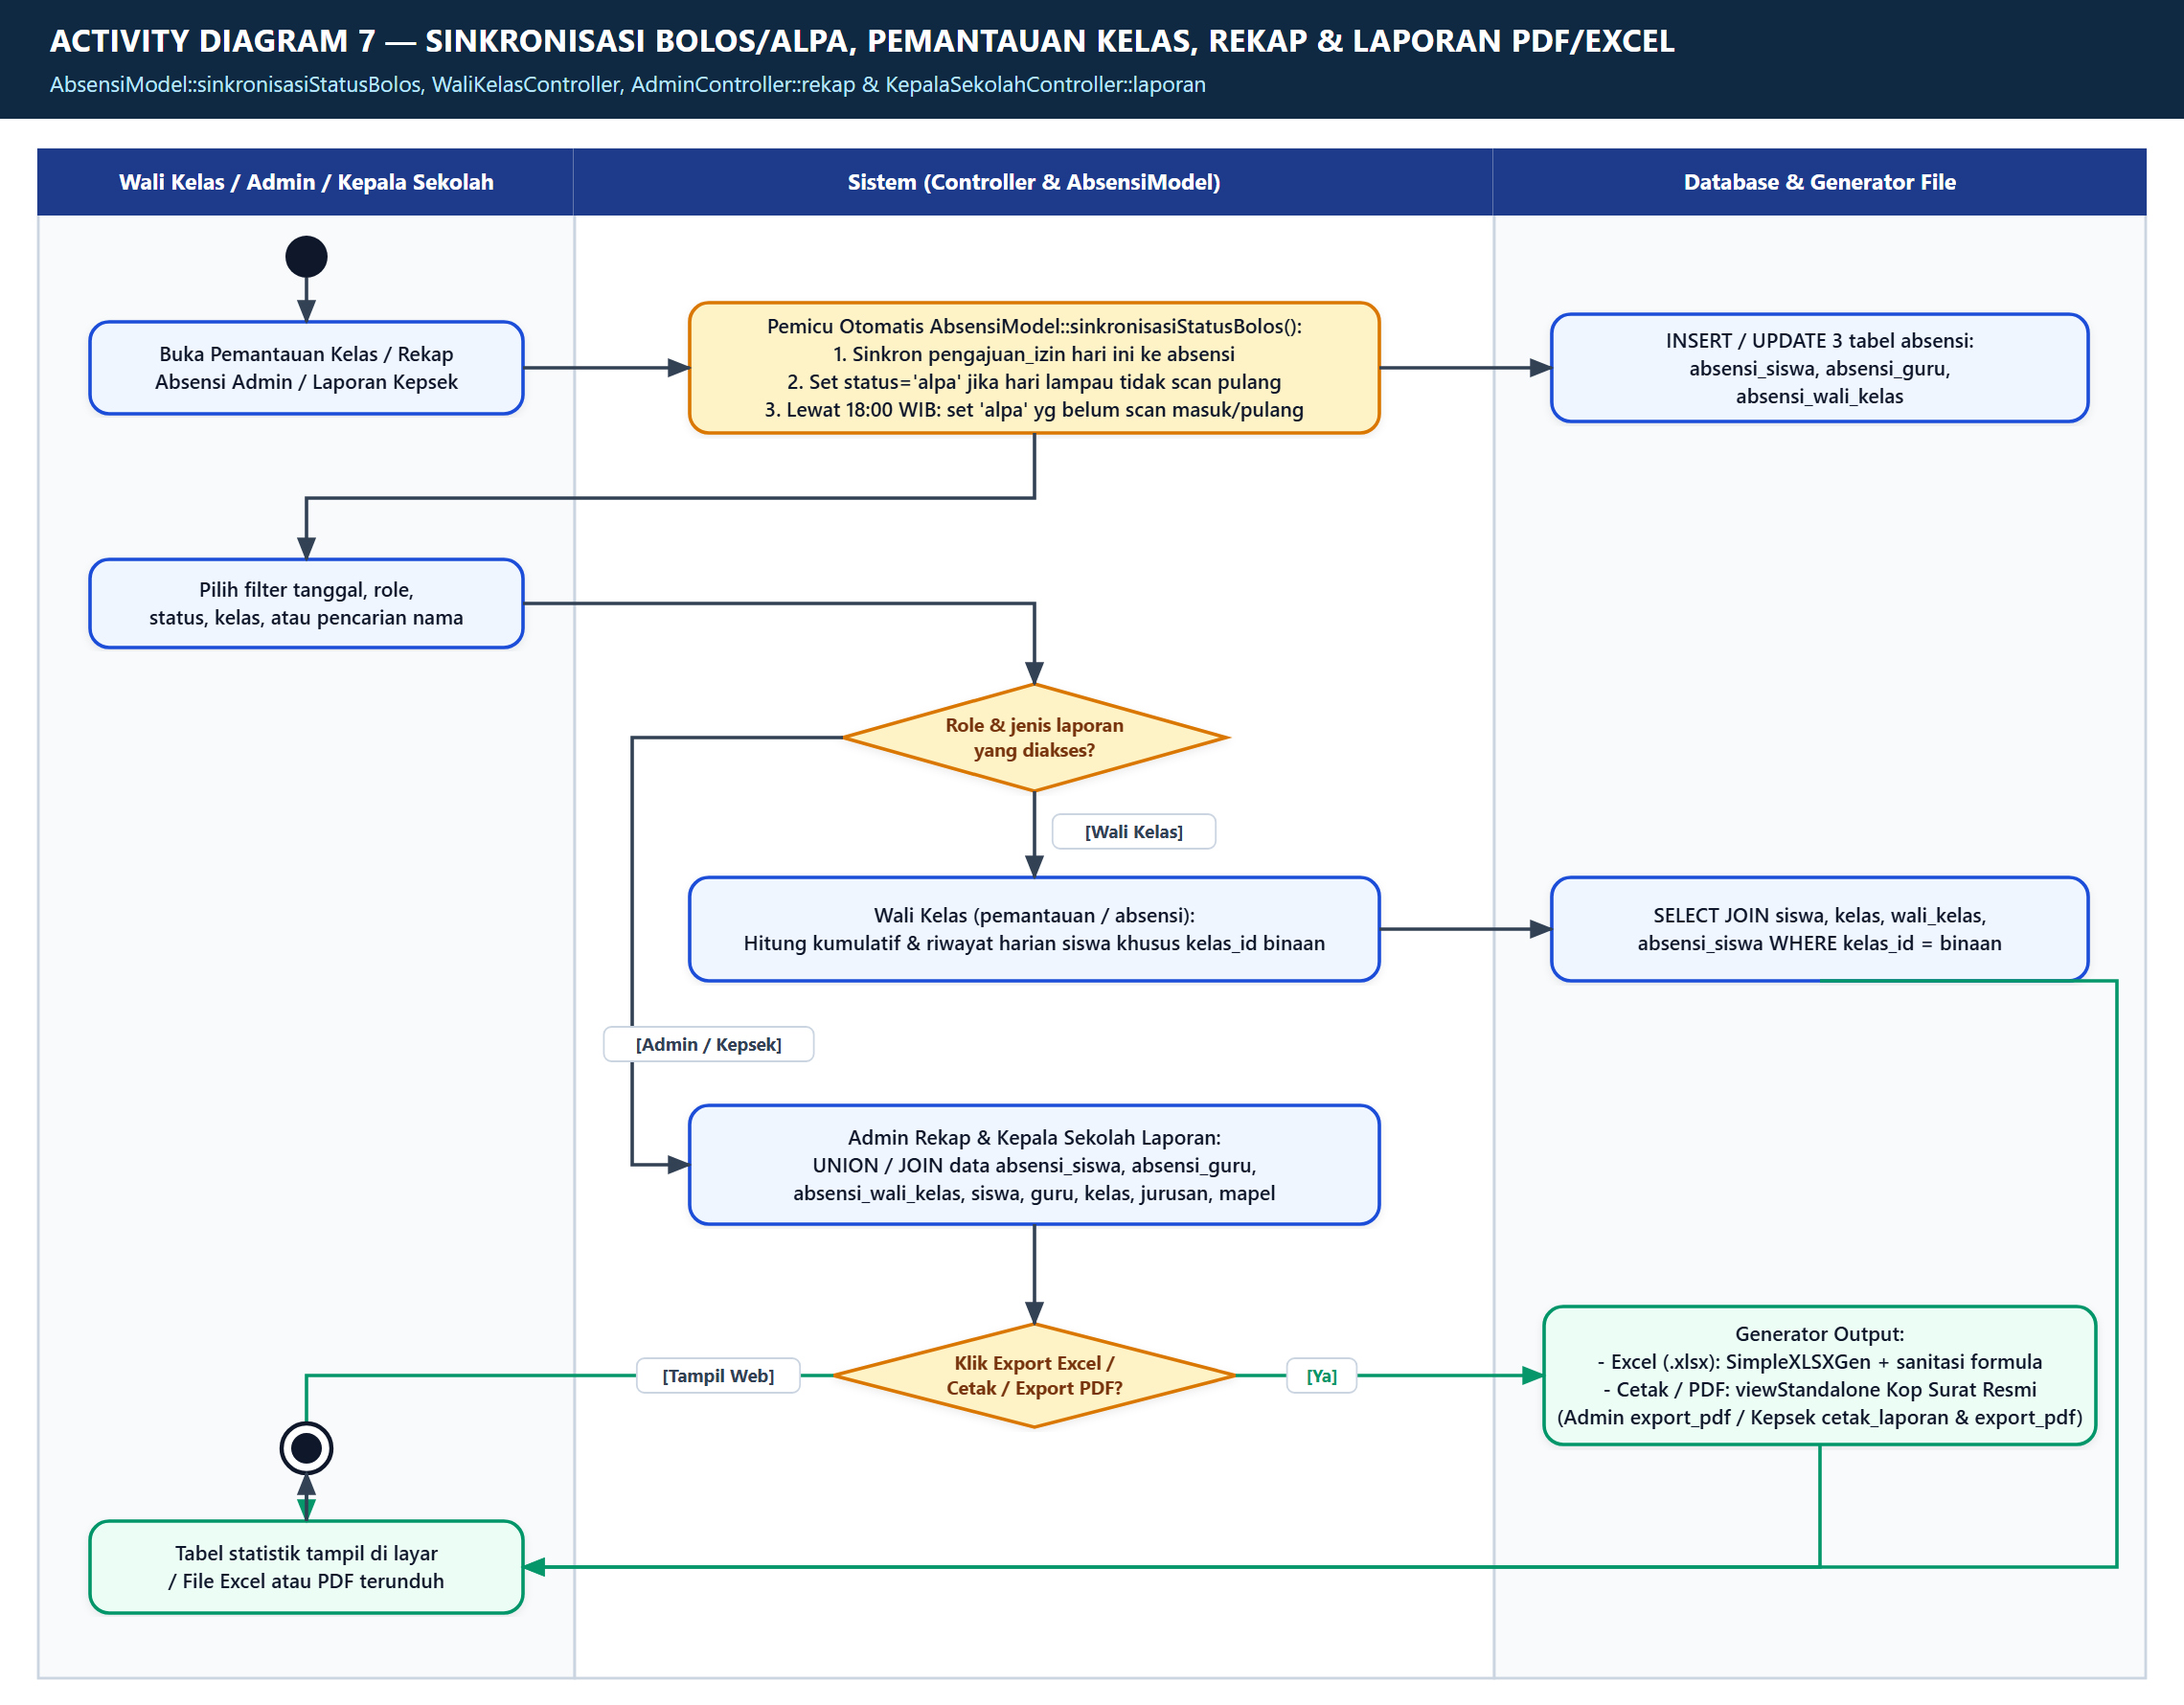 ACTIVITY DIAGRAM 7 — SINKRONISASI BOLOS/ALPA, PEMANTAUAN KELAS, REKAP & LAPORAN PDF/EXCEL
AbsensiModel::sinkronisasiStatusBolos, WaliKelasController, AdminController::rekap & KepalaSekolahController::laporan
Wali Kelas / Admin / Kepala Sekolah
Sistem (Controller & AbsensiModel)
Database & Generator File
Buka Pemantauan Kelas / Rekap
Absensi Admin / Laporan Kepsek
Pemicu Otomatis AbsensiModel::sinkronisasiStatusBolos():
1. Sinkron pengajuan_izin hari ini ke absensi
2. Set status='alpa' jika hari lampau tidak scan pulang
3. Lewat 18:00 WIB: set 'alpa' yg belum scan masuk/pulang
INSERT / UPDATE 3 tabel absensi:
absensi_siswa, absensi_guru,
absensi_wali_kelas
Pilih filter tanggal, role,
status, kelas, atau pencarian nama
Role & jenis laporan
yang diakses?
[Wali Kelas]
Wali Kelas (pemantauan / absensi):
Hitung kumulatif & riwayat harian siswa khusus kelas_id binaan
SELECT JOIN siswa, kelas, wali_kelas,
absensi_siswa WHERE kelas_id = binaan
[Admin / Kepsek]
Admin Rekap & Kepala Sekolah Laporan:
UNION / JOIN data absensi_siswa, absensi_guru,
absensi_wali_kelas, siswa, guru, kelas, jurusan, mapel
[Tampil Web]
Klik Export Excel /
Cetak / Export PDF?
[Ya]
Generator Output:
- Excel (.xlsx): SimpleXLSXGen + sanitasi formula
- Cetak / PDF: viewStandalone Kop Surat Resmi
(Admin export_pdf / Kepsek cetak_laporan & export_pdf)
Tabel statistik tampil di layar
/ File Excel atau PDF terunduh